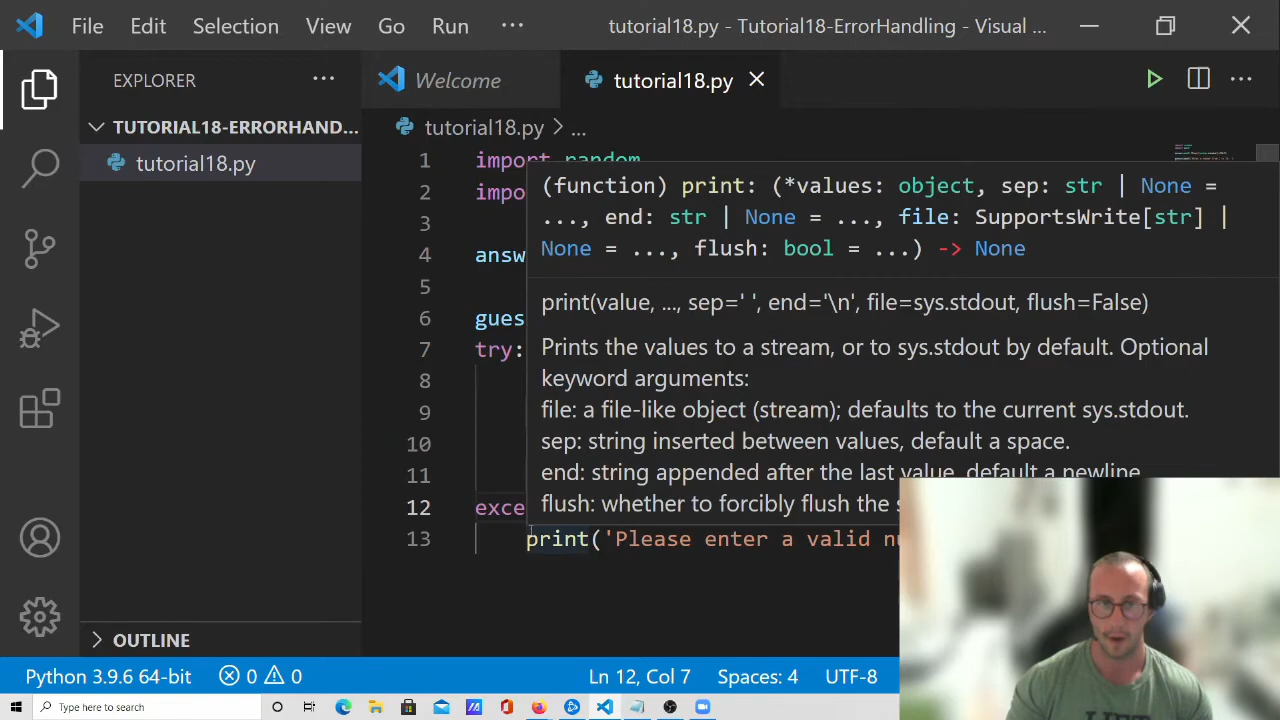 File Edit Selection View Go Run ... tutorial18.py - Tutorial18-ErrorHandling - Visual ...
EXPLORER ...
TUTORIAL18-ERRORHAND...
tutorial18.py
OUTLINE
Welcome
tutorial18.py
tutorial18.py > ...
1 import random
2 impo
3
4 answ
5
6 gues
7 try:
8
9
10
11
12 exce
13 print('Please enter a valid nu
(function) print: (*values: object, sep: str | None =
..., end: str | None = ..., file: SupportsWrite[str] |
None = ..., flush: bool = ...) -> None
print(value, ..., sep=' ', end='\n', file=sys.stdout, flush=False)
Prints the values to a stream, or to sys.stdout by default. Optional
keyword arguments:
file: a file-like object (stream); defaults to the current sys.stdout.
sep: string inserted between values, default a space.
end: string appended after the last value, default a newline.
flush: whether to forcibly flush the s
Python 3.9.6 64-bit 0 0 Ln 12, Col 7 Spaces: 4 UTF-8
Type here to search